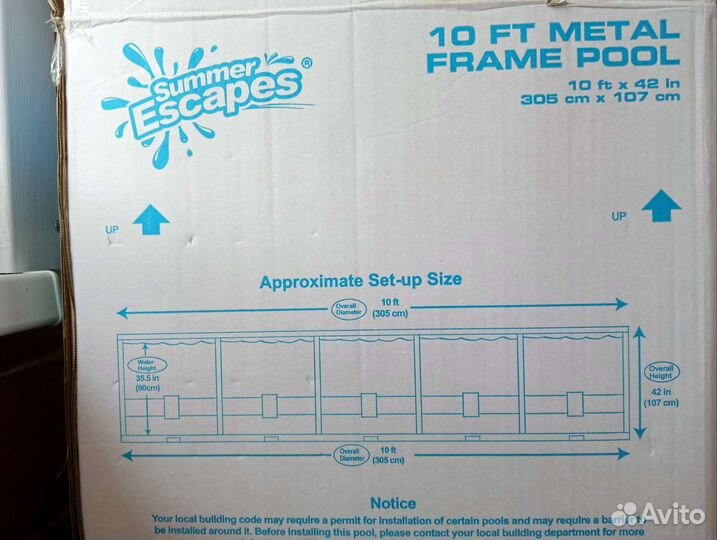 Summer
Escapes®
10 FT METAL
FRAME POOL
10 ft x 42 in
305 cm x 107 cm
UP
UP
Approximate Set-up Size
Overall Diameter
10 ft
(305 cm)
Water Height
35.5 in
(90cm)
Overall Height
42 in
(107 cm)
Overall Diameter
10 ft
(305 cm)
Notice
Your local building code may require a permit for installation of certain pools and may require a barrier to
be installed around it. Before installing this pool, please contact your local building department for more
Avito